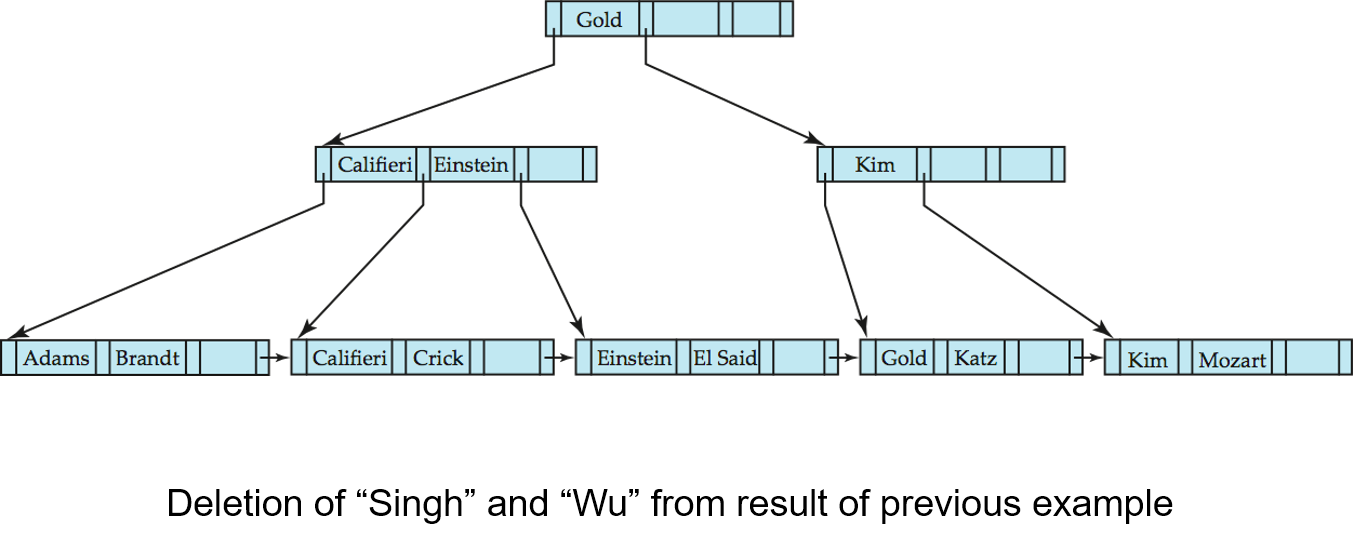 Gold
Califieri Einstein
Kim
Adams Brandt
Califieri Crick
Einstein El Said
Gold Katz
Kim Mozart
Deletion of “Singh” and “Wu” from result of previous example